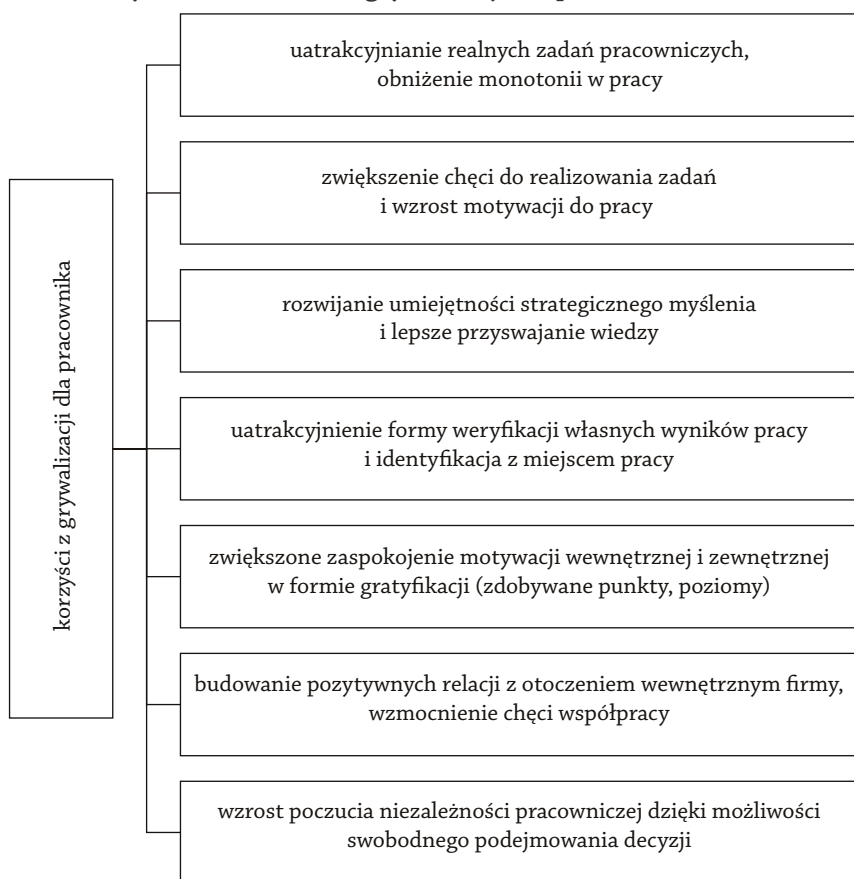 uatrakcyjnianie realnych zadań pracowniczych,
obniżenie monotonii w pracy
zwiększenie chęci do realizowania zadań
i wzrost motywacji do pracy
korzyści z grywalizacji dla pracownika
rozwijanie umiejętności strategicznego myślenia
i lepsze przyswajanie wiedzy
uatrakcyjnienie formy weryfikacji własnych wyników pracy
i identyfikacja z miejscem pracy
zwiększone zaspokojenie motywacji wewnętrznej i zewnętrznej
w formie gratyfikacji (zdobywane punkty, poziomy)
budowanie pozytywnych relacji z otoczeniem wewnętrznym firmy,
wzmocnienie chęci współpracy
wzrost poczucia niezależności pracowniczej dzięki możliwości
swobodnego podejmowania decyzji